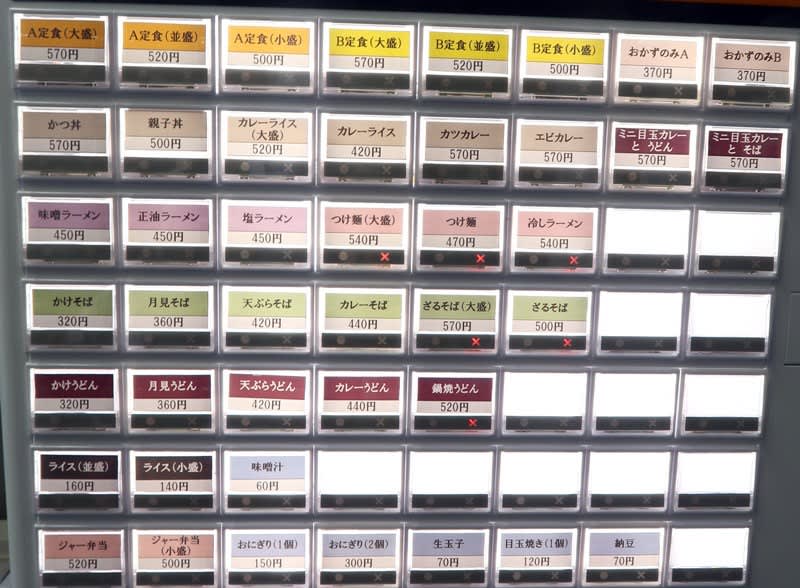 A定食(大盛)
570円
A定食(並盛)
520円
A定食(小盛)
500円
B定食(大盛)
570円
B定食(並盛)
520円
B定食(小盛)
500円
おかずのみA
370円
おかずのみB
370円
かつ丼
570円
親子丼
500円
カレーライス
(大盛)
520円
カレーライス
420円
カツカレー
570円
エビカレー
570円
ミニ目玉カレー
と うどん
570円
ミニ目玉カレー
と そば
570円
味噌ラーメン
450円
正油ラーメン
450円
塩ラーメン
450円
つけ麺(大盛)
540円
つけ麺
470円
冷しラーメン
540円
かけそば
320円
月見そば
360円
天ぷらそば
420円
カレーそば
440円
ざるそば(大盛)
570円
ざるそば
500円
かけうどん
320円
月見うどん
360円
天ぷらうどん
420円
カレーうどん
440円
鍋焼うどん
520円
ライス(並盛)
160円
ライス(小盛)
140円
味噌汁
60円
ジャー弁当
520円
ジャー弁当
(小盛)
500円
おにぎり(1個)
150円
おにぎり(2個)
300円
生玉子
70円
目玉焼き(1個)
120円
納豆
70円